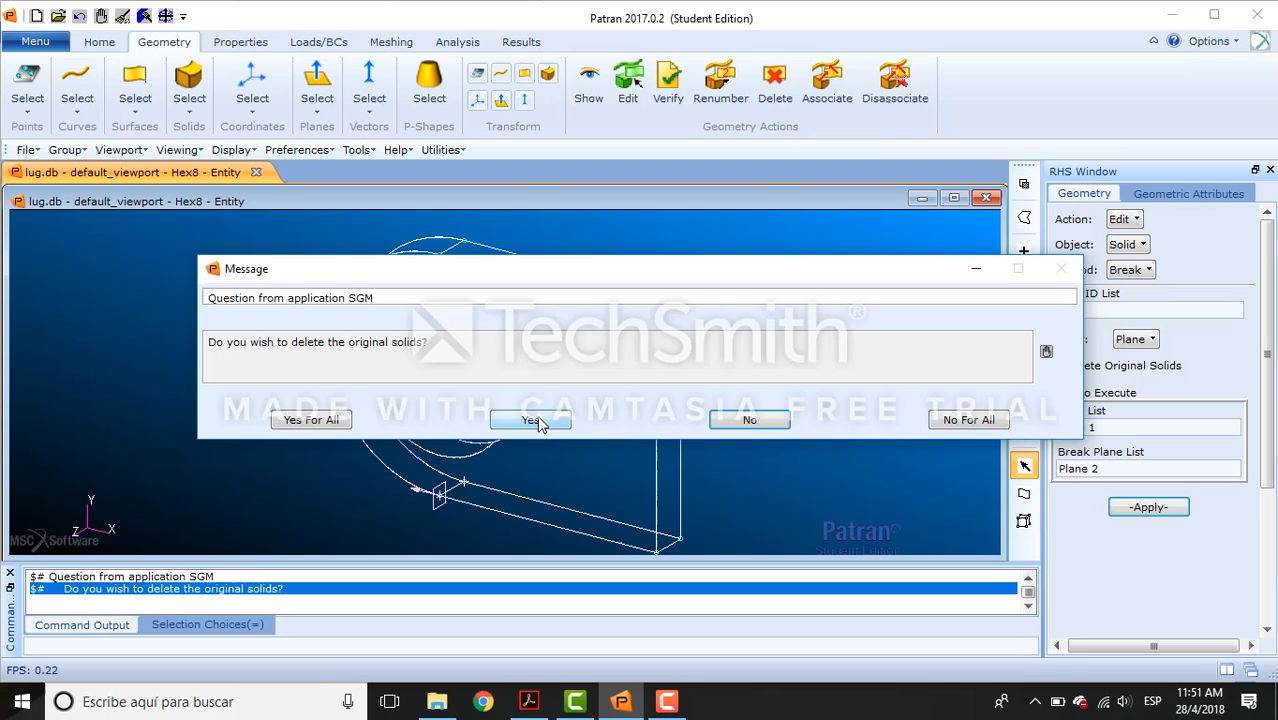 Patran 2017.0.2 (Student Edition)
Menu Home Geometry Properties Loads/BCs Meshing Analysis Results Options
Select Select Select Select Select Select Select Select Show Edit Verify Renumber Delete Associate Disassociate
Points Curves Surfaces Solids Coordinates Planes Vectors P-Shapes Transform Geometry Actions
File Group Viewport Viewing Display Preferences Tools Help Utilities
lug.db - default_viewport - Hex8 - Entity
RHS Window
lug.db - default_viewport - Hex8 - Entity
Geometry Geometric Attributes
Action: Edit
Object: Solid
od: Break
ID List
Plane
te Original Solids
o Execute
List
1
Break Plane List
Plane 2
-Apply-
Message
Question from application SGM
Do you wish to delete the original solids?
TechSmith®
MADE WITH CAMTASIA FREE TRIAL
Yes For All Yes No No For All
Y
Z X
MSC Software
Patran
Student Edition
$# Question from application SGM
$# Do you wish to delete the original solids?
Comman
Command Output Selection Choices(=)
FPS: 0.22
Escribe aquí para buscar
ESP
11:51 AM
28/4/2018